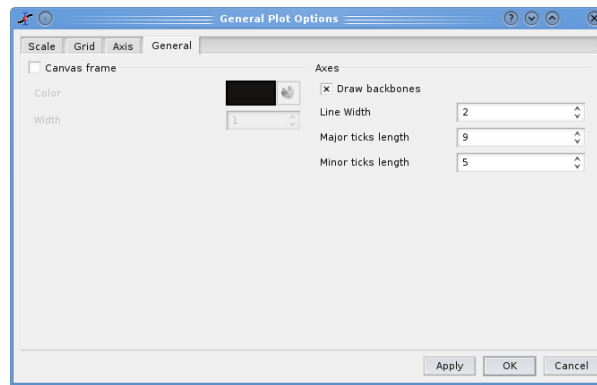 General Plot Options
Scale Grid Axis General
Canvas frame
Color
Width 1
Axes
Draw backbones
Line Width 2
Major ticks length 9
Minor ticks length 5
Apply OK Cancel